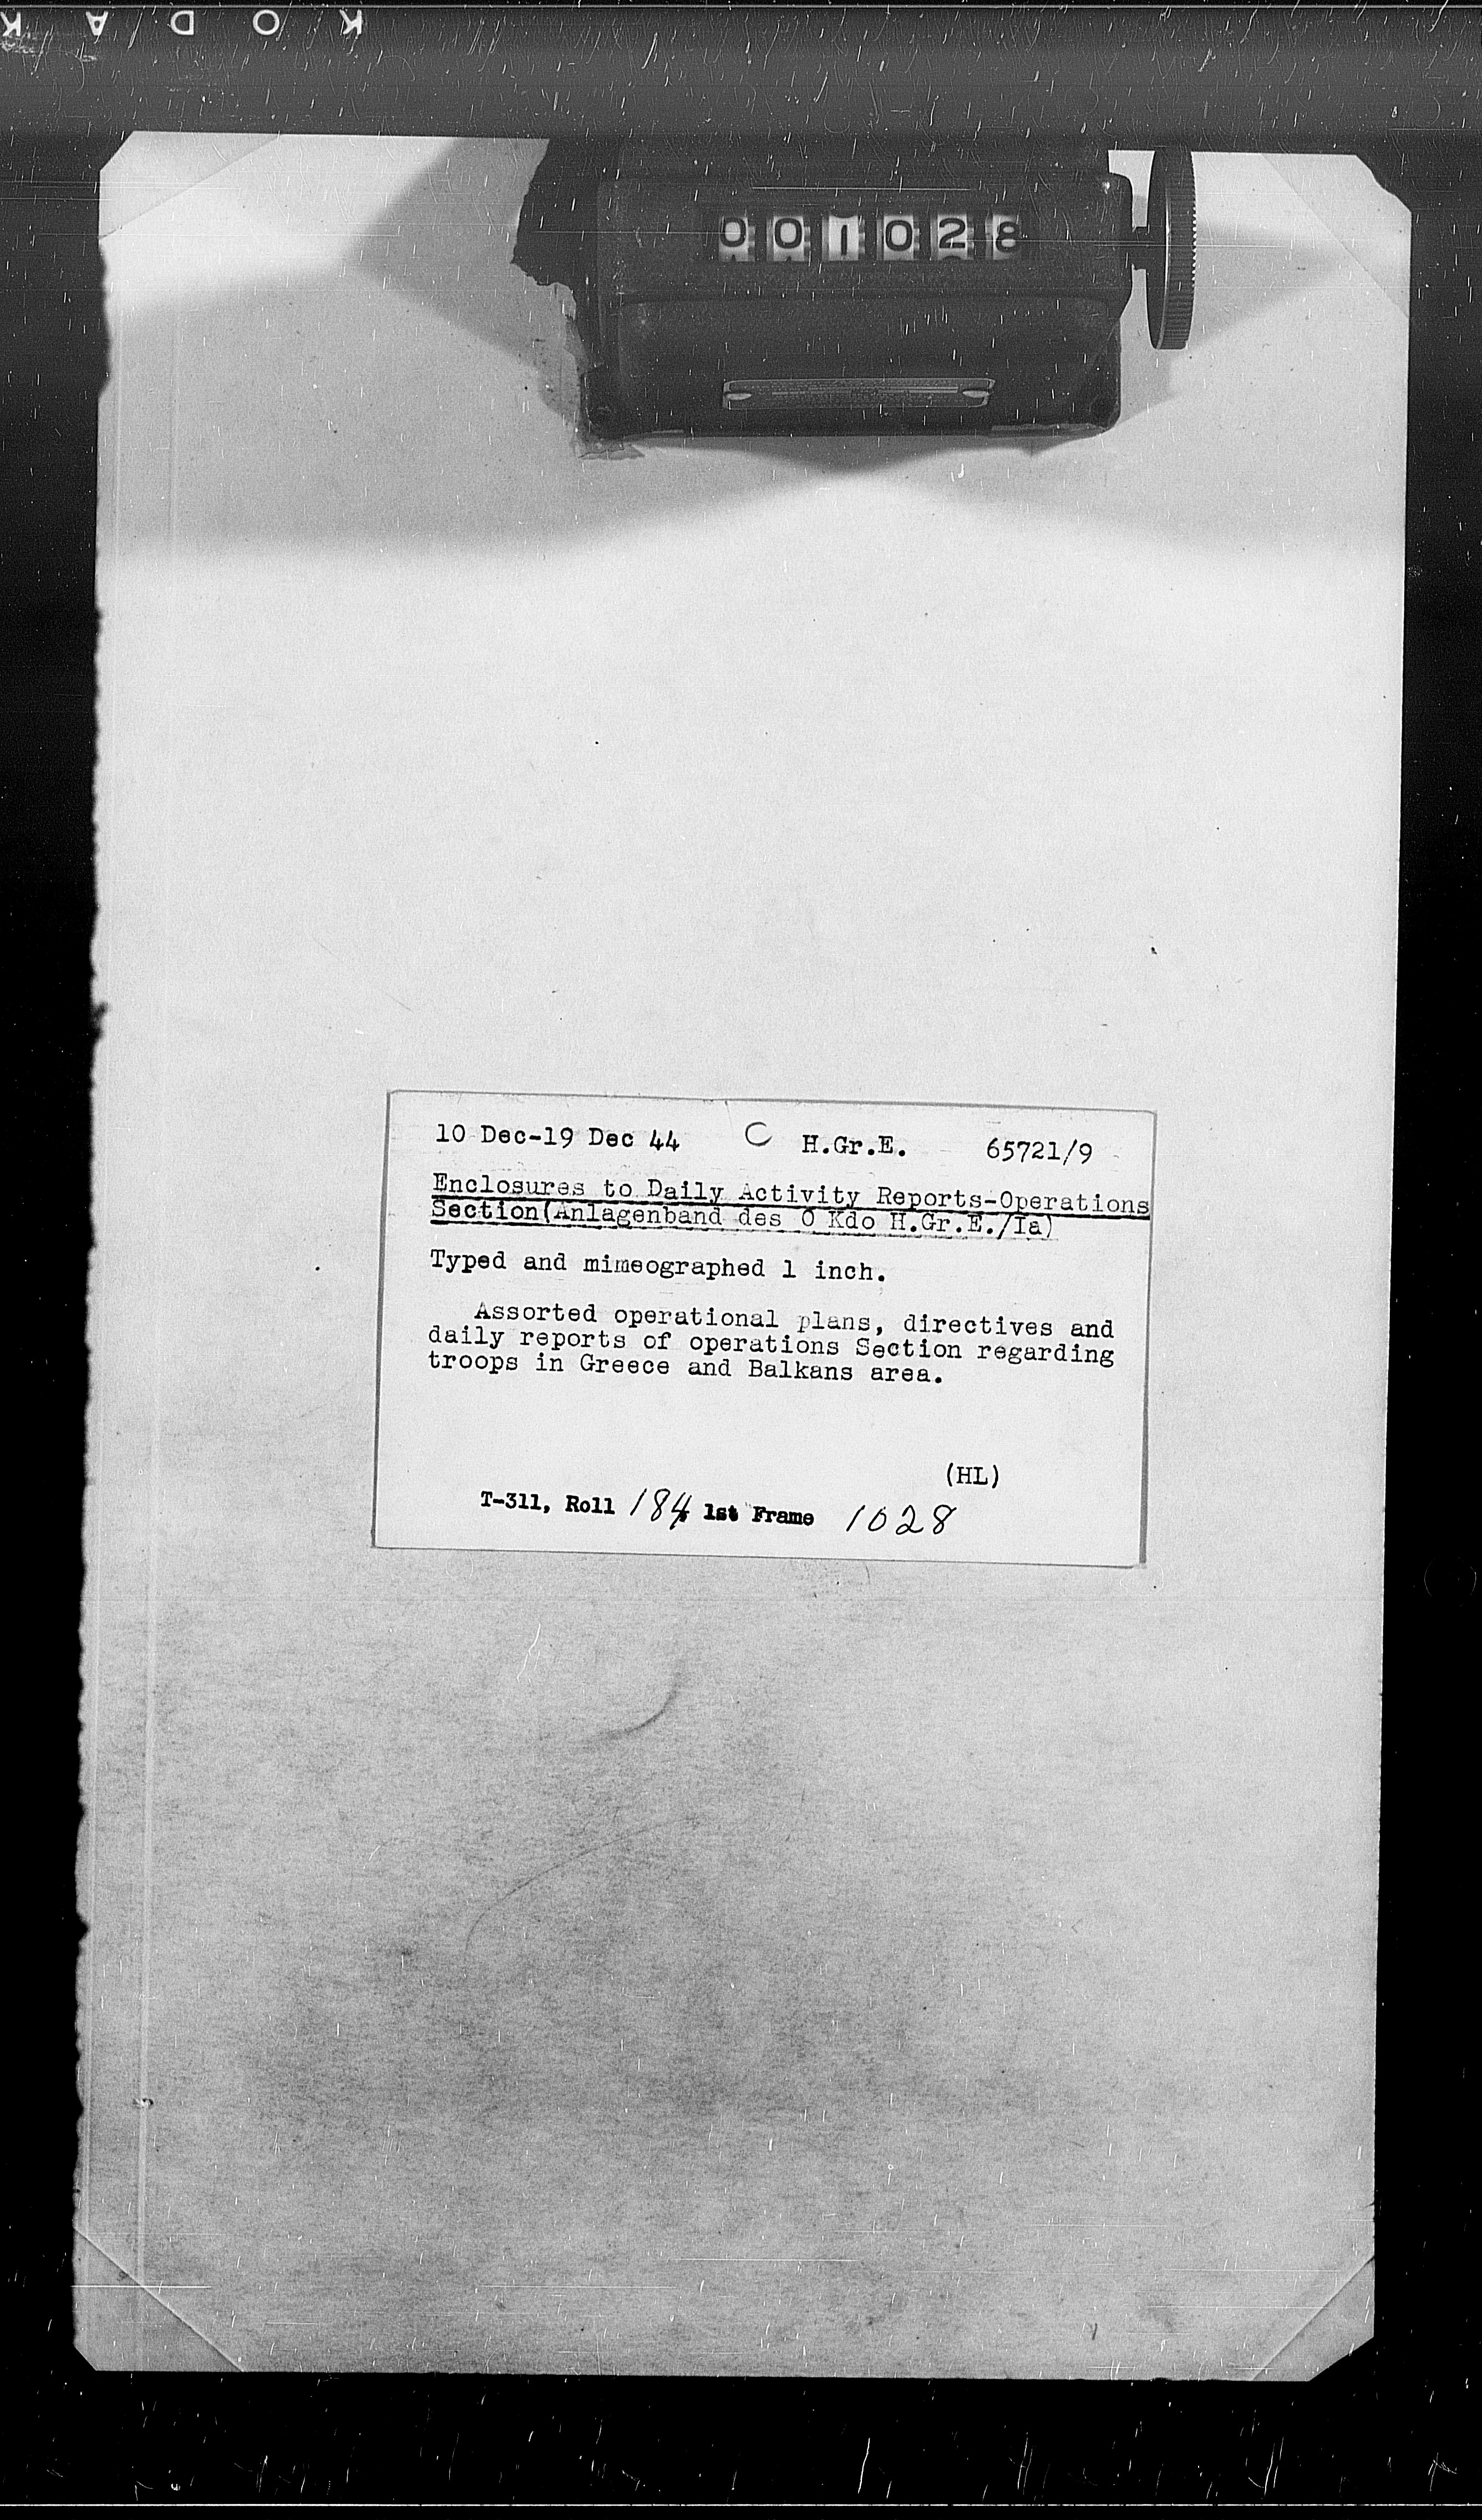 KODAK
001028
10 Dec-19 Dec 44 C H.Gr.E. 65721/9
Enclosures to Daily Activity Reports-Operations
Section(Anlagenband des O Kdo H.Gr.E./Ia)
Typed and mimeographed 1 inch.
Assorted operational plans, directives and
daily reports of operations Section regarding
troops in Greece and Balkans area.
(HL)
T-311, Roll 184 1st Frame 1028